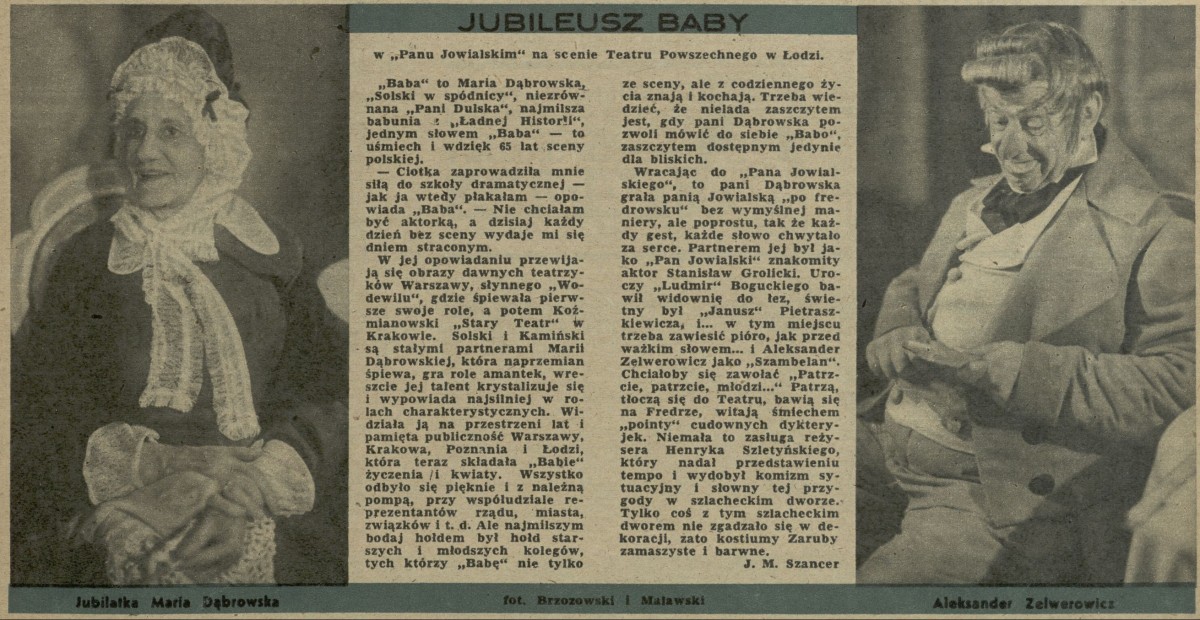 JUBILEUSZ BABY
w „Panu Jowialskim“ na scenie Teatru Powszechnego w Łodzi.
„Baba“ to Maria Dąbrowska,
„Solski w spódnicy“, niezrów-
nana „Pani Dulska“, najmilsza
babunia z „Ładnej Historii“,
jednym słowem „Baba“ — to
uśmiech i wdzięk 65 lat sceny
polskiej.
— Ciotka zaprowadziła mnie
siłą do szkoły dramatycznej —
jak ja wtedy płakałam — opo-
wiada „Baba“. — Nie chciałam
być aktorką, a dzisiaj każdy
dzień bez sceny wydaje mi się
dniem straconym.
W jej opowiadaniu przewija-
ją się obrazy dawnych teatrzy-
ków Warszawy, słynnego „Wo-
dewilu“, gdzie śpiewała pierw-
sze swoje role, a potem Koź-
mianowski „Stary Teatr“ w
Krakowie. Solski i Kamiński
są stałymi partnerami Marii
Dąbrowskiej, która naprzemian
śpiewa, gra role amantek, wre-
szcie jej talent krystalizuje się
i wypowiada najsilniej w ro-
lach charakterystycznych. Wi-
działa ją na przestrzeni lat i
pamięta publiczność Warszawy,
Krakowa, Poznania i Łodzi,
która teraz składała „Babie“
życzenia i kwiaty. Wszystko
odbyło się pięknie i z należną
pompą, przy współudziale re-
prezentantów rządu, miasta,
związków i t. d. Ale najmilszym
bodaj hołdem był hołd star-
szych i młodszych kolegów,
tych którzy „Babę“ nie tylko
ze sceny, ale z codziennego ży-
cia znają i kochają. Trzeba wie-
dzieć, że nielada zaszczytem
jest, gdy pani Dąbrowska po-
zwoli mówić do siebie „Babo“,
zaszczytem dostępnym jedynie
dla bliskich.
Wracając do „Pana Jowial-
skiego“, to pani Dąbrowska
grała panią Jowialską „po fre-
drowsku“ bez wymyślnej ma-
niery, ale poprostu, tak że każ-
dy gest, każde słowo chwytało
za serce. Partnerem jej był ja-
ko „Pan Jowialski“ znakomity
aktor Stanisław Grolicki. Uro-
czy „Ludmir“ Boguckiego ba-
wił widownię do łez, świe-
tny był „Janusz“ Pietrasz-
kiewicza, i... w tym miejscu
trzeba zawiesić pióro, jak przed
ważkim słowem... i Aleksander
Zelwerowicz jako „Szambelan“.
Chciałoby się zawołać „Patrz-
cie, patrzcie, młodzi...“ Patrzą,
tłoczą się do Teatru, bawią się
na Fredrze, witają śmiechem
„pointy“ cudownych dyktery-
jek. Niemała to zasługa reży-
sera Henryka Szletyńskiego,
który nadał przedstawieniu
tempo i wydobył komizm sy-
tuacyjny i słowny tej przy-
gody w szlacheckim dworze.
Tylko coś z tym szlacheckim
dworem nie zgadzało się w de-
koracji, zato kostiumy Zaruby
zamaszyste i barwne.
J. M. Szancer
Jubilatka Maria Dąbrowska
fot. Brzozowski i Malawski
Aleksander Zelwerowicz